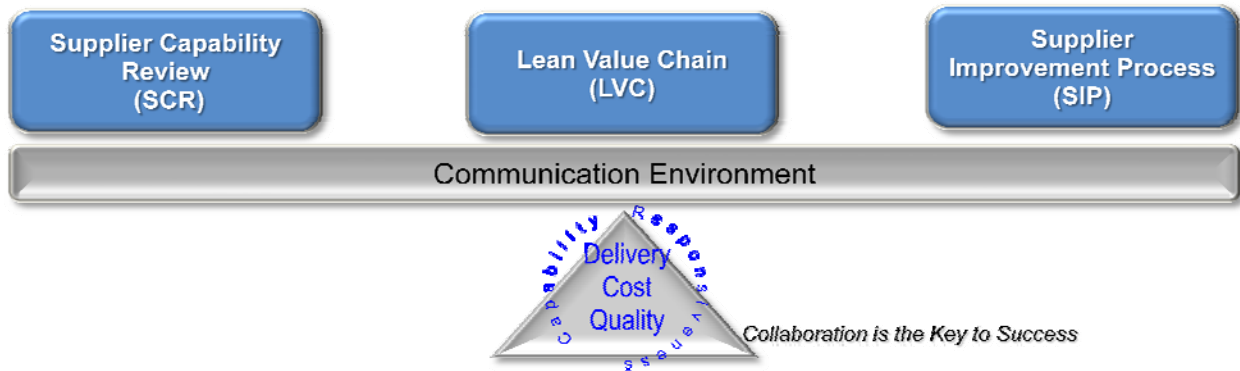 Supplier Capability
Review
(SCR)
Lean Value Chain
(LVC)
Supplier
Improvement Process
(SIP)
Communication Environment
Capability
Responsiveness
Delivery
Cost
Quality
Collaboration is the Key to Success